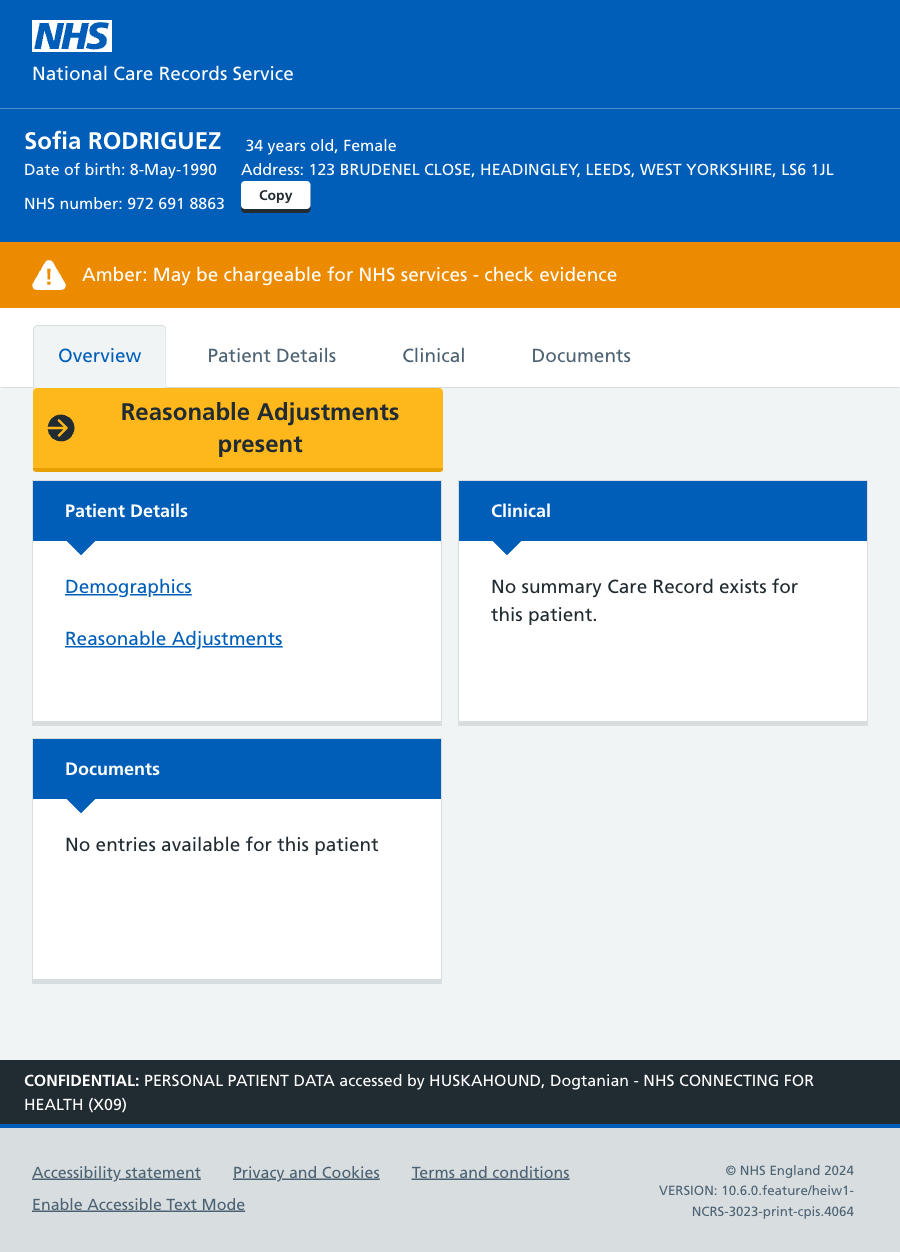 NHS
National Care Records Service
Sofia RODRIGUEZ
34 years old, Female
Date of birth: 8-May-1990
Address: 123 BRUDENEL CLOSE, HEADINGLEY, LEEDS, WEST YORKSHIRE, LS6 1JL
NHS number: 972 691 8863
Copy
Amber: May be chargeable for NHS services - check evidence
Overview
Patient Details
Clinical
Documents
Reasonable Adjustments
present
Patient Details
Demographics
Reasonable Adjustments
Clinical
No summary Care Record exists for
this patient.
Documents
No entries available for this patient
CONFIDENTIAL: PERSONAL PATIENT DATA accessed by HUSKAHOUND, Dogtanian - NHS CONNECTING FOR
HEALTH (X09)
Accessibility statement
Privacy and Cookies
Terms and conditions
Enable Accessible Text Mode
© NHS England 2024
VERSION: 10.6.0.feature/heiw1-
NCRS-3023-print-cpis.4064